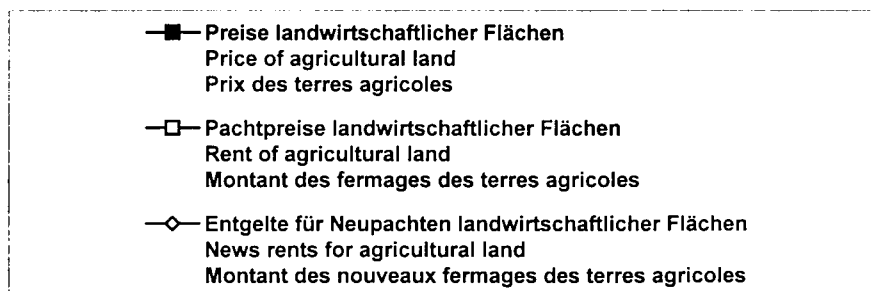 Preise landwirtschaftlicher Flächen
Price of agricultural land
Prix des terres agricoles
Pachtpreise landwirtschaftlicher Flächen
Rent of agricultural land
Montant des fermages des terres agricoles
Entgelte für Neupachten landwirtschaftlicher Flächen
News rents for agricultural land
Montant des nouveaux fermages des terres agricoles